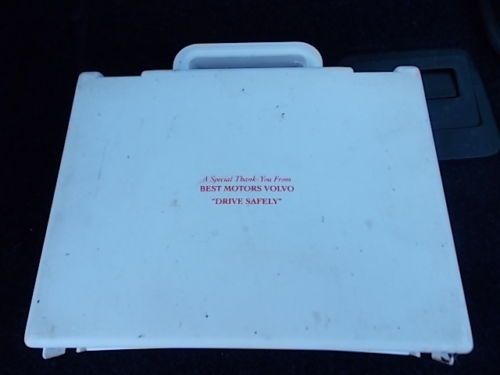 A Special Thank-You From
BEST MOTORS VOLVO
"DRIVE SAFELY"